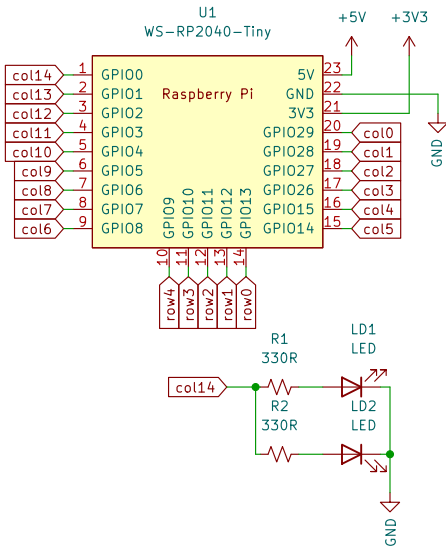 U1
WS-RP2040-Tiny
+5V
+3V3
Raspberry Pi
col14 1 GPIO0
col13 2 GPIO1
col12 3 GPIO2
col11 4 GPIO3
col10 5 GPIO4
col9 6 GPIO5
col8 7 GPIO6
col7 8 GPIO7
col6 9 GPIO8
5V 23
GND 22
3V3 21
GPIO29 20 col0
GPIO28 19 col1
GPIO27 18 col2
GPIO26 17 col3
GPIO15 16 col4
GPIO14 15 col5
GND
GPIO9 10 row4
GPIO10 11 row3
GPIO11 12 row2
GPIO12 13 row1
GPIO13 14 row0
R1
330R
LD1
LED
col14
R2
330R
LD2
LED
GND